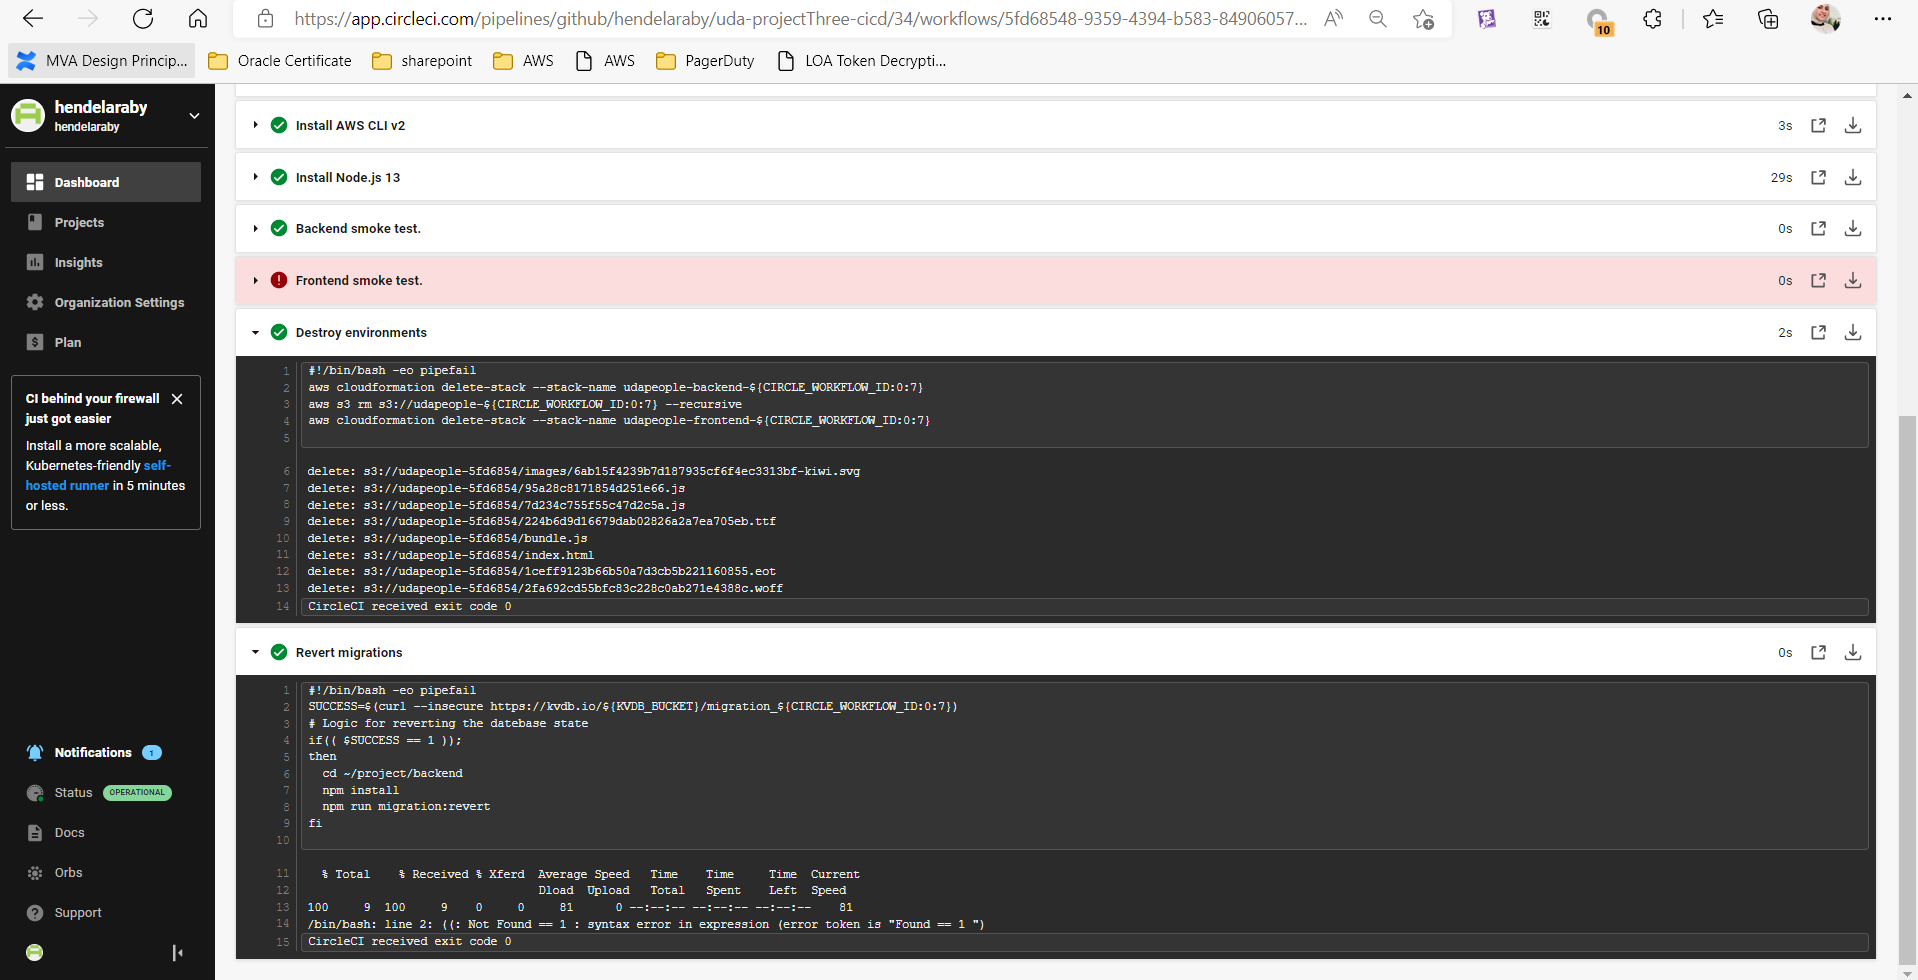 https://app.circleci.com/pipelines/github/hendelaraby/uda-projectThree-cicd/34/workflows/5fd68548-9359-4394-b583-84906057...
10
MVA Design Princip...
Oracle Certificate
sharepoint
AWS
AWS
PagerDuty
LOA Token Decrypti...
hendelaraby
hendelaraby
Dashboard
Projects
Insights
Organization Settings
Plan
CI behind your firewall
just got easier
Install a more scalable,
Kubernetes-friendly self-
hosted runner in 5 minutes
or less.
Notifications 1
Status OPERATIONAL
Docs
Orbs
Support
Install AWS CLI v2 3s
Install Node.js 13 29s
Backend smoke test. 0s
Frontend smoke test. 0s
Destroy environments 2s
1 #!/bin/bash -eo pipefail
2 aws cloudformation delete-stack --stack-name udapeople-backend-${CIRCLE_WORKFLOW_ID:0:7}
3 aws s3 rm s3://udapeople-${CIRCLE_WORKFLOW_ID:0:7} --recursive
4 aws cloudformation delete-stack --stack-name udapeople-frontend-${CIRCLE_WORKFLOW_ID:0:7}
5
6 delete: s3://udapeople-5fd6854/images/6ab15f4239b7d187935cf6f4ec3313bf-kiwi.svg
7 delete: s3://udapeople-5fd6854/95a28c8171854d251e66.js
8 delete: s3://udapeople-5fd6854/7d234c755f55c47d2c5a.js
9 delete: s3://udapeople-5fd6854/224b6d9d16679dab02826a2a7ea705eb.ttf
10 delete: s3://udapeople-5fd6854/bundle.js
11 delete: s3://udapeople-5fd6854/index.html
12 delete: s3://udapeople-5fd6854/1ceff9123b66b50a7d3cb5b221160855.eot
13 delete: s3://udapeople-5fd6854/2fa692cd55bfc83c228c0ab271e4388c.woff
14 CircleCI received exit code 0
Revert migrations 0s
1 #!/bin/bash -eo pipefail
2 SUCCESS=$(curl --insecure https://kvdb.io/${KVDB_BUCKET}/migration_${CIRCLE_WORKFLOW_ID:0:7})
3 # Logic for reverting the datebase state
4 if(( $SUCCESS == 1 ));
5 then
6 cd ~/project/backend
7 npm install
8 npm run migration:revert
9 fi
10
11 % Total % Received % Xferd Average Speed Time Time Time Current
12 Dload Upload Total Spent Left Speed
13 100 9 100 9 0 0 81 0 --:--:-- --:--:-- --:--:-- 81
14 /bin/bash: line 2: ((: Not Found == 1 : syntax error in expression (error token is "Found == 1 ")
15 CircleCI received exit code 0